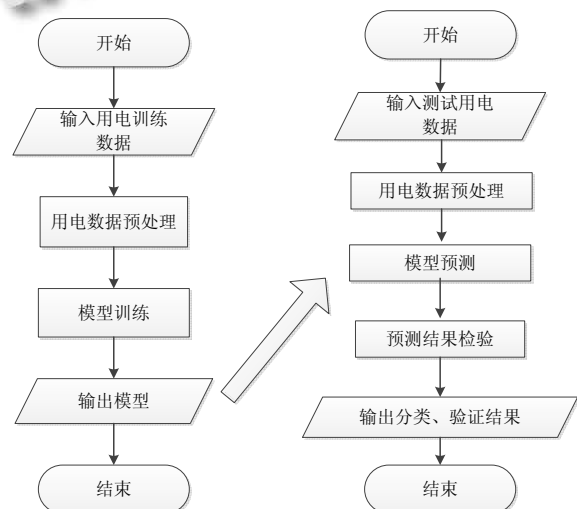 开始
输入用电训练
数据
用电数据预处理
模型训练
输出模型
结束
开始
输入测试用电
数据
用电数据预处理
模型预测
预测结果检验
输出分类、验证结果
结束